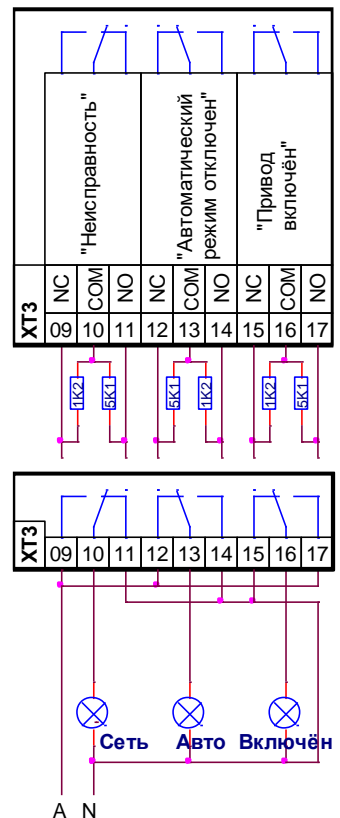 "Неисправность"
"Автоматический
режим отключен"
"Привод
включён"
XT3
NC COM NO NC COM NO NC COM NO
09 10 11 12 13 14 15 16 17
1K2 5K1 5K1 1K2 1K2 5K1
XT3
09 10 11 12 13 14 15 16 17
Сеть Авто Включён
A N